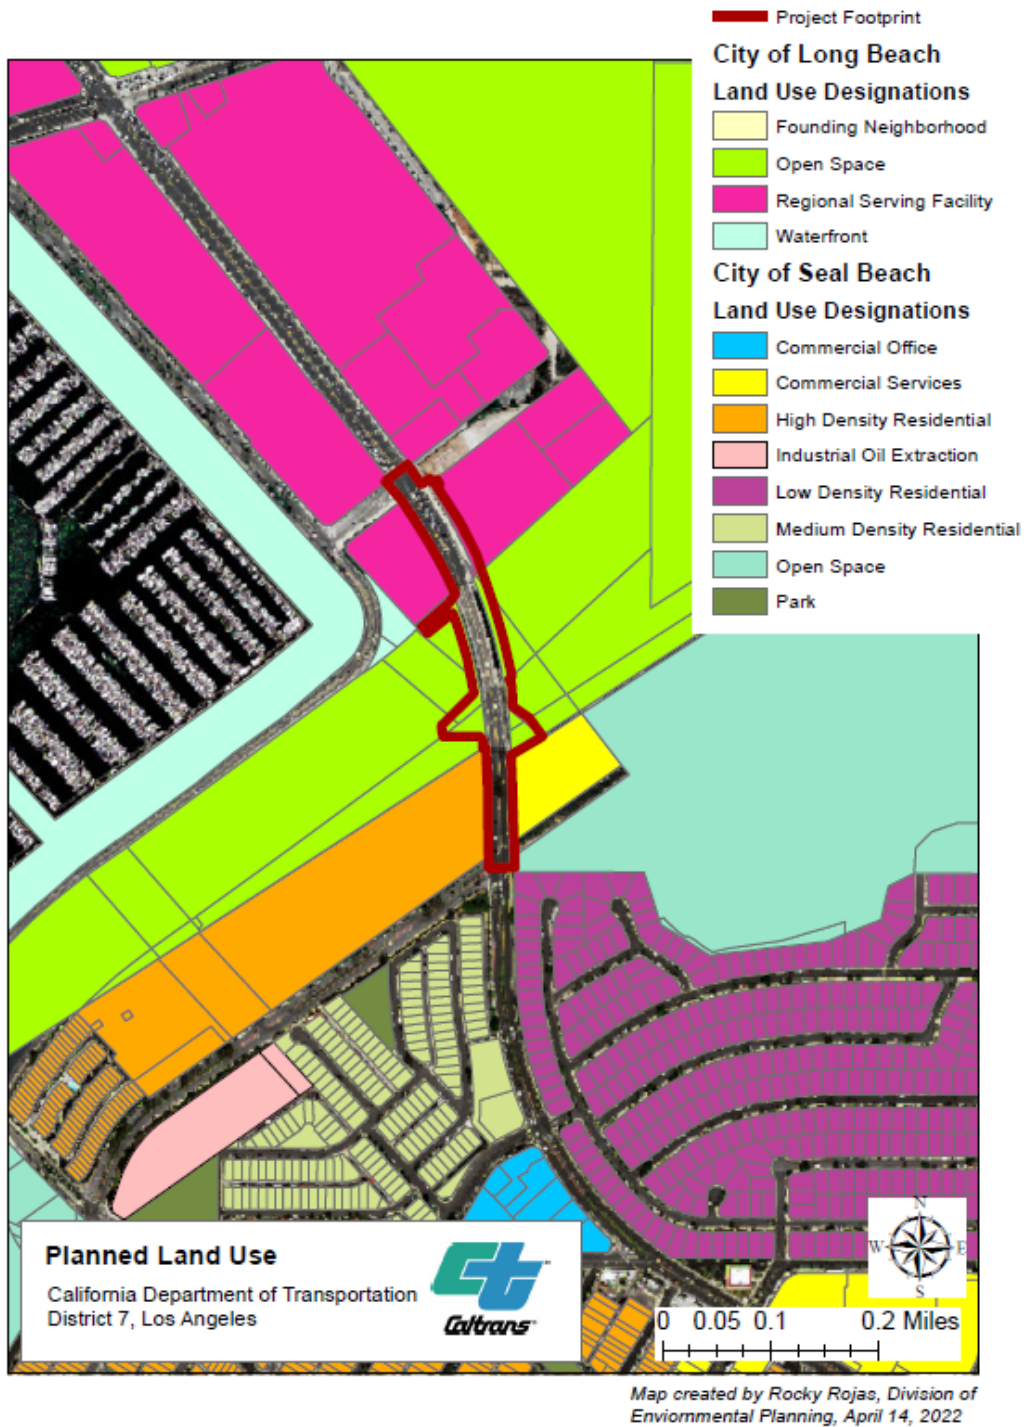 Project Footprint
City of Long Beach
Land Use Designations
Founding Neighborhood
Open Space
Regional Serving Facility
Waterfront
City of Seal Beach
Land Use Designations
Commercial Office
Commercial Services
High Density Residential
Industrial Oil Extraction
Low Density Residential
Medium Density Residential
Open Space
Park
N
W E
S
Planned Land Use
California Department of Transportation
District 7, Los Angeles
ct
Caltrans
0 0.05 0.1 0.2 Miles
Map created by Rocky Rojas, Division of
Enviornmental Planning, April 14, 2022